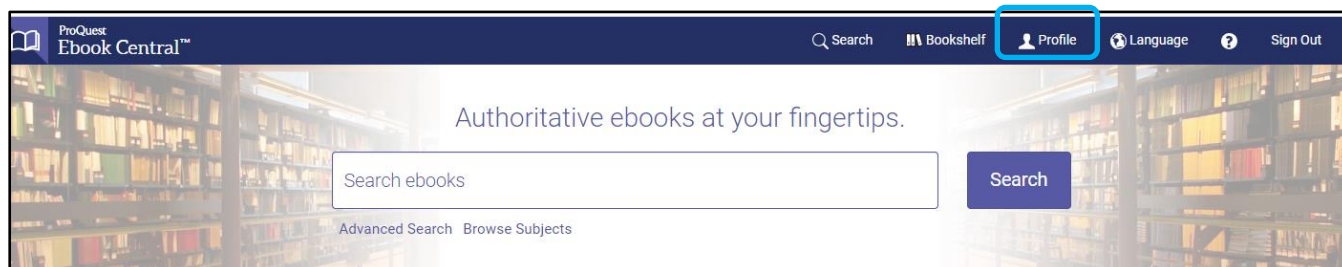 ProQuest
Ebook Central™
Search Bookshelf Profile Language ? Sign Out
Authoritative ebooks at your fingertips.
Search ebooks Search
Advanced Search Browse Subjects